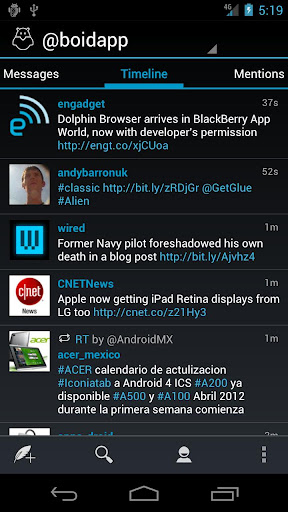 4G 5:19
@boidapp
Messages Timeline Mentions
engadget 37s
Dolphin Browser arrives in BlackBerry App
World, now with developer's permission
http://engt.co/xjCUoa
andybarronuk 52s
#classic http://bit.ly/zRDjGr @GetGlue
#Alien
wired 1m
Former Navy pilot foreshadowed his own
death in a blog post http://bit.ly/Ajvhz4
CNETNews 1m
Apple now getting iPad Retina displays from
LG too http://cnet.co/z21Hy3
c|net
News
RT by @AndroidMX 1m
acer_mexico
#ACER calendario de actulizacion
#Iconiatab a Android 4 ICS #A200 ya
disponible #A500 y #A100 Abril 2012
durante la primera semana comienza
acer
2m